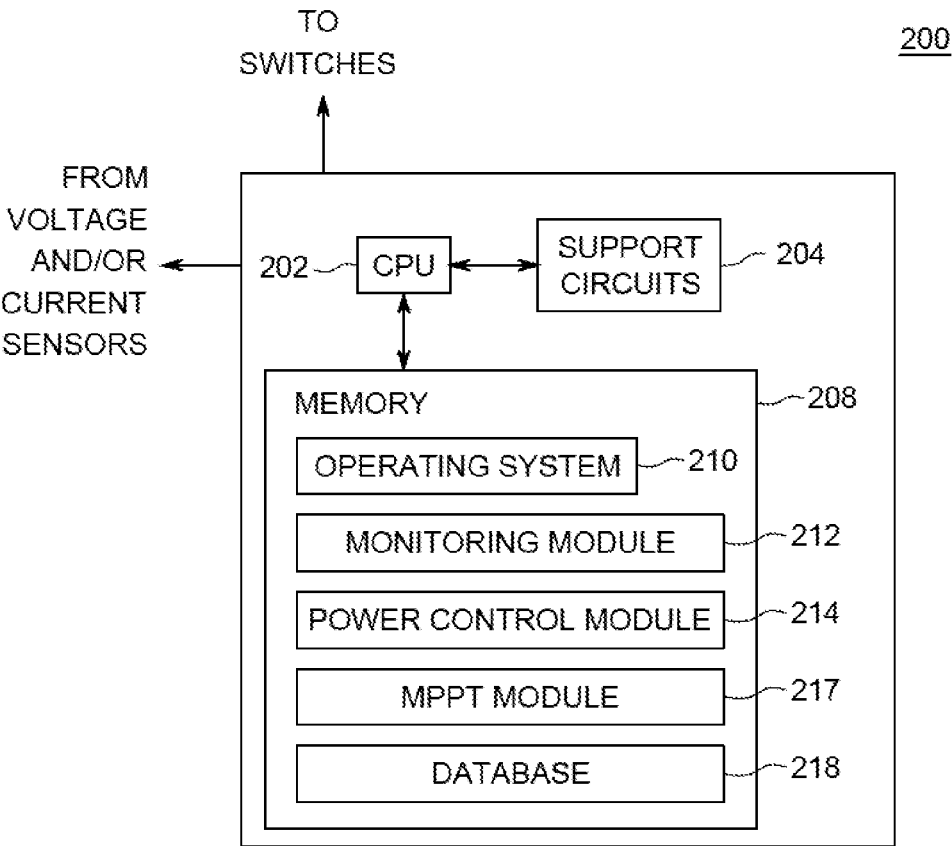 TO
SWITCHES
200
FROM
VOLTAGE
AND/OR
CURRENT
SENSORS
202
CPU
SUPPORT
CIRCUITS
204
MEMORY
208
OPERATING SYSTEM
210
MONITORING MODULE
212
POWER CONTROL MODULE
214
MPPT MODULE
217
DATABASE
218